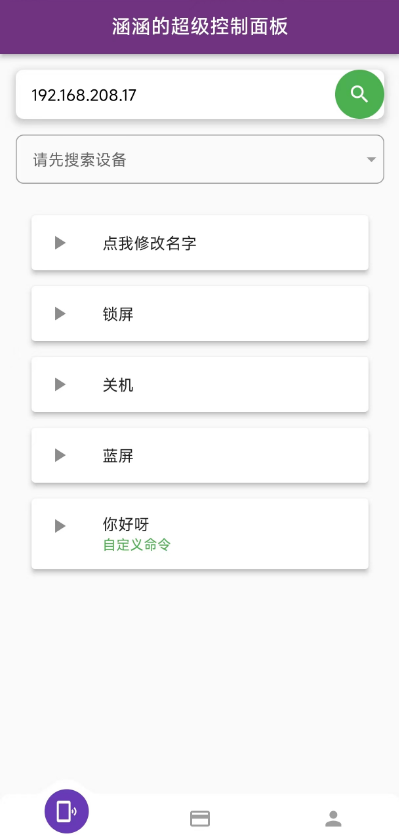 涵涵的超级控制面板
192.168.208.17
请先搜索设备
点我修改名字
锁屏
关机
蓝屏
你好呀
自定义命令